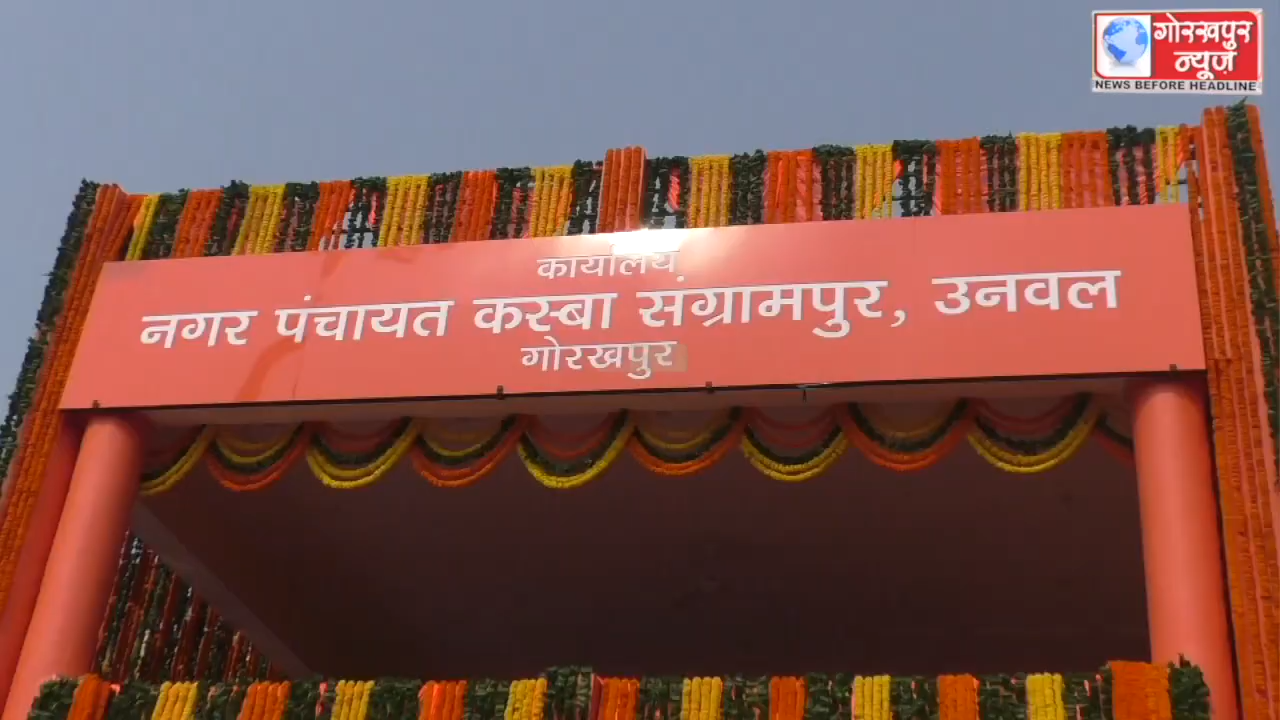 गोरखपुर
न्यूज़
NEWS BEFORE HEADLINE
कार्यालय
नगर पंचायत कस्बा संग्रामपुर, उनवल
गोरखपुर